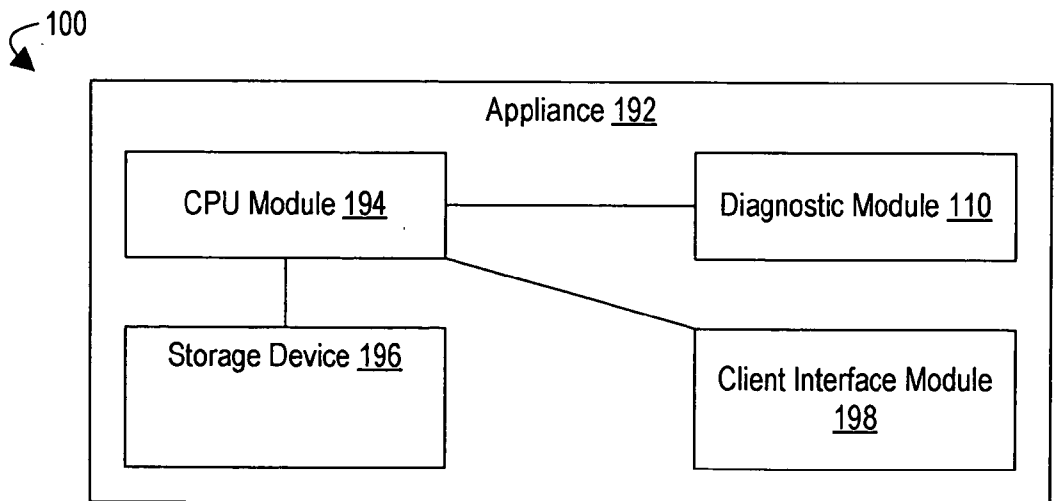 100
Appliance 192
CPU Module 194
Diagnostic Module 110
Storage Device 196
Client Interface Module
198